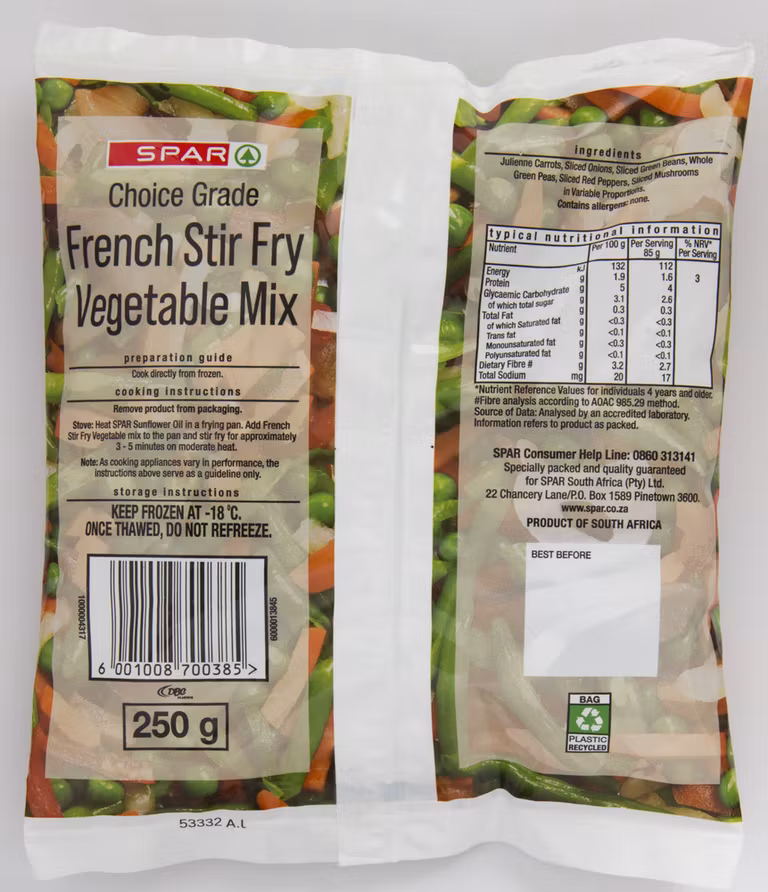 SPAR
Choice Grade
French Stir Fry
Vegetable Mix
preparation guide
Cook directly from frozen.
cooking instructions
Remove product from packaging.
Stove: Heat SPAR Sunflower Oil in a frying pan. Add French
Stir Fry Vegetable mix to the pan and stir fry for approximately
3 - 5 minutes on moderate heat.
Note: As cooking appliances vary in performance, the
instructions above serve as a guideline only.
storage instructions
KEEP FROZEN AT -18 °C.
ONCE THAWED, DO NOT REFREEZE.
1000004317
6000013845
6 001008 700385 >
DBC
250 g
53332 A.L
ingredients
Julienne Carrots, Sliced Onions, Sliced Green Beans, Whole
Green Peas, Sliced Red Peppers, Sliced Mushrooms
in Variable Proportions.
Contains allergens: none.
typical nutritional information
Nutrient Per 100 g Per Serving 85 g % NRV* Per Serving
Energy kJ 132 112
Protein g 1.9 1.6 3
Glycaemic Carbohydrate g 5 4
of which total sugar g 3.1 2.6
Total Fat g 0.3 0.3
of which Saturated fat g <0.3 <0.3
Trans fat g <0.1 <0.1
Monounsaturated fat g <0.3 <0.3
Polyunsaturated fat g <0.1 <0.1
Dietary Fibre # g 3.2 2.7
Total Sodium mg 20 17
*Nutrient Reference Values for individuals 4 years and older.
#Fibre analysis according to AOAC 985.29 method.
Source of Data: Analysed by an accredited laboratory.
Information refers to product as packed.
SPAR Consumer Help Line: 0860 313141
Specially packed and quality guaranteed
for SPAR South Africa (Pty) Ltd.
22 Chancery Lane/P.O. Box 1589 Pinetown 3600.
www.spar.co.za
PRODUCT OF SOUTH AFRICA
BEST BEFORE
BAG
PLASTIC
RECYCLED